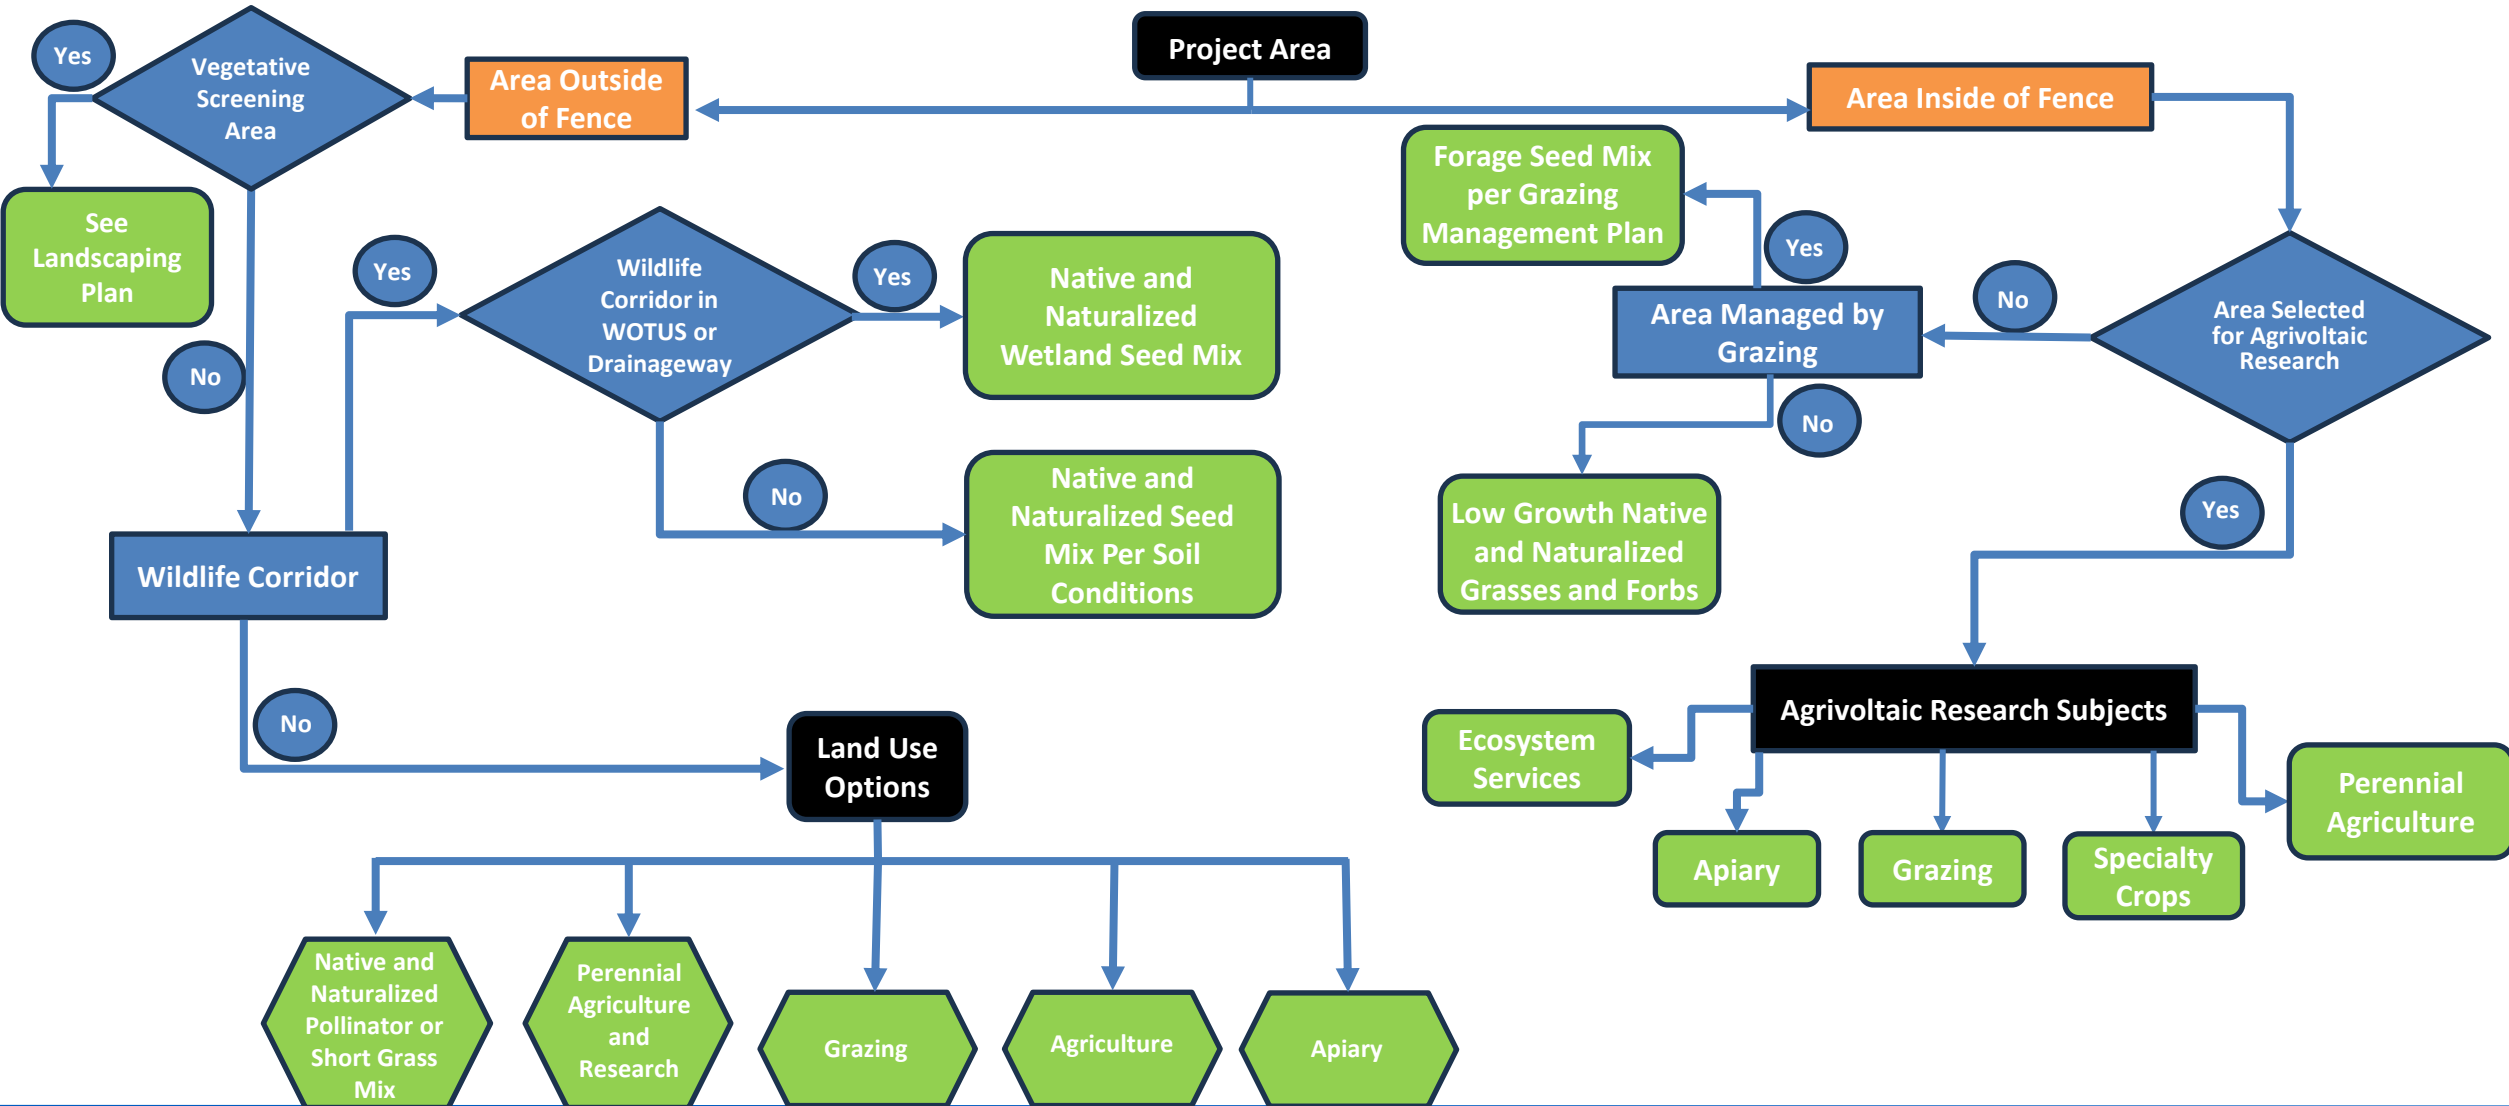 Project Area
Yes
Vegetative
Screening
Area
Area Outside
of Fence
Area Inside of Fence
See
Landscaping
Plan
No
Yes
Wildlife
Corridor in
WOTUS or
Drainageway
Yes
Native and
Naturalized
Wetland Seed Mix
No
Native and
Naturalized Seed
Mix Per Soil
Conditions
Wildlife Corridor
No
Land Use
Options
Native and
Naturalized
Pollinator or
Short Grass
Mix
Perennial
Agriculture
and
Research
Grazing
Agriculture
Apiary
Forage Seed Mix
per Grazing
Management Plan
Yes
Area Managed by
Grazing
No
Low Growth Native
and Naturalized
Grasses and Forbs
No
Area Selected
for Agrivoltaic
Research
Yes
Agrivoltaic Research Subjects
Ecosystem
Services
Apiary
Grazing
Specialty
Crops
Perennial
Agriculture